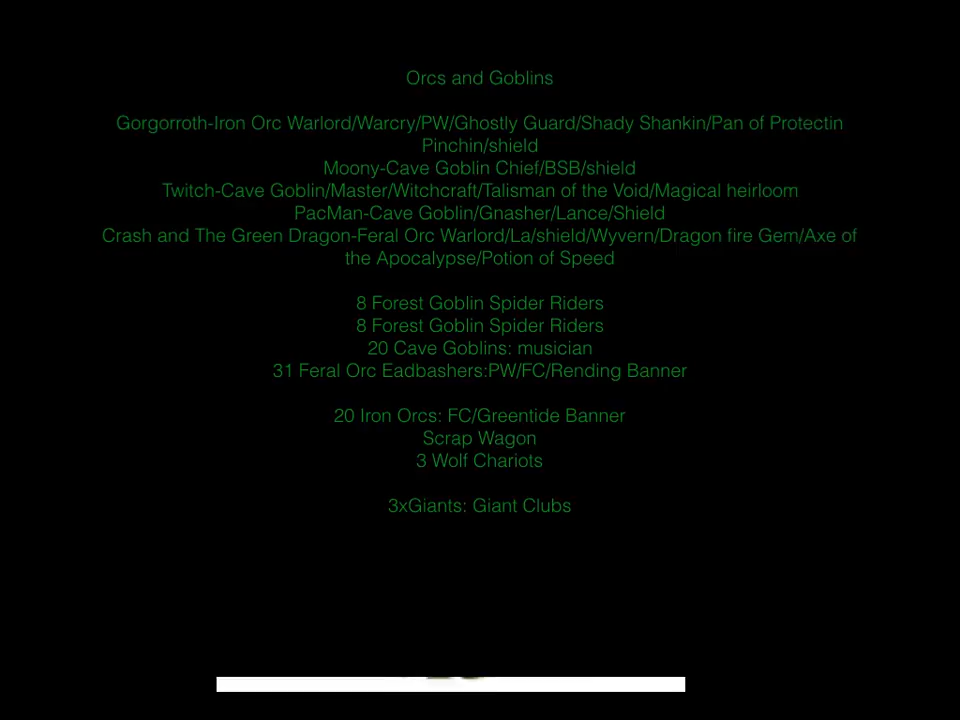 Orcs and Goblins
Gorgorroth-Iron Orc Warlord/Warcry/PW/Ghostly Guard/Shady Shankin/Pan of Protectin
Pinchin/shield
Moony-Cave Goblin Chief/BSB/shield
Twitch-Cave Goblin/Master/Witchcraft/Talisman of the Void/Magical heirloom
PacMan-Cave Goblin/Gnasher/Lance/Shield
Crash and The Green Dragon-Feral Orc Warlord/La/shield/Wyvern/Dragon fire Gem/Axe of
the Apocalypse/Potion of Speed
8 Forest Goblin Spider Riders
8 Forest Goblin Spider Riders
20 Cave Goblins: musician
31 Feral Orc Eadbashers:PW/FC/Rending Banner
20 Iron Orcs: FC/Greentide Banner
Scrap Wagon
3 Wolf Chariots
3xGiants: Giant Clubs